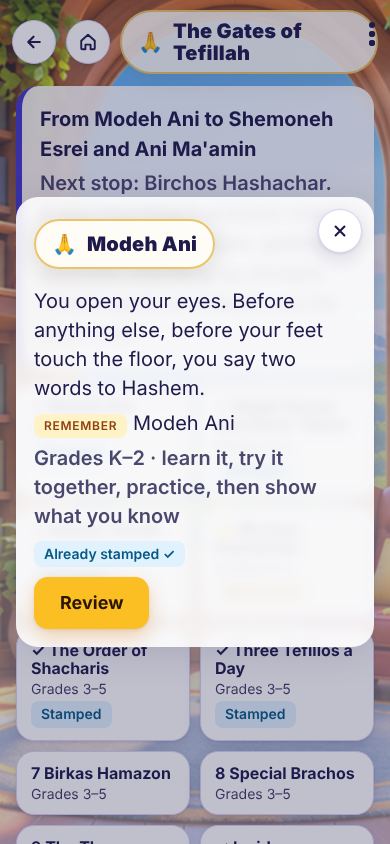 The Gates of
Tefillah
From Modeh Ani to Shemoneh
Esrei and Ani Ma'amin
Next stop: Birchos Hashachar.
Modeh Ani
You open your eyes. Before
anything else, before your feet
touch the floor, you say two
words to Hashem.
REMEMBER Modeh Ani
Grades K–2 · learn it, try it
together, practice, then show
what you know
Already stamped ✓
Review
✓ The Order of
Shacharis
Grades 3–5
Stamped
✓ Three Tefillos a
Day
Grades 3–5
Stamped
7 Birkas Hamazon
Grades 3–5
8 Special Brachos
Grades 3–5